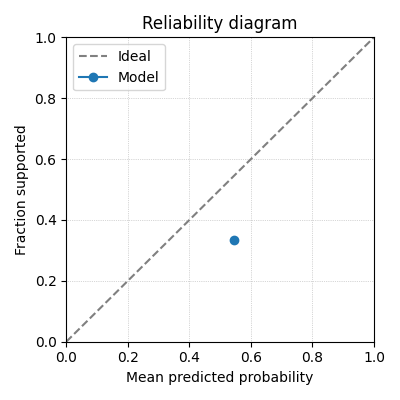 Reliability diagram
1.0
0.8
0.6
0.4
0.2
0.0
Ideal
Model
Fraction supported
0.0 0.2 0.4 0.6 0.8 1.0
Mean predicted probability